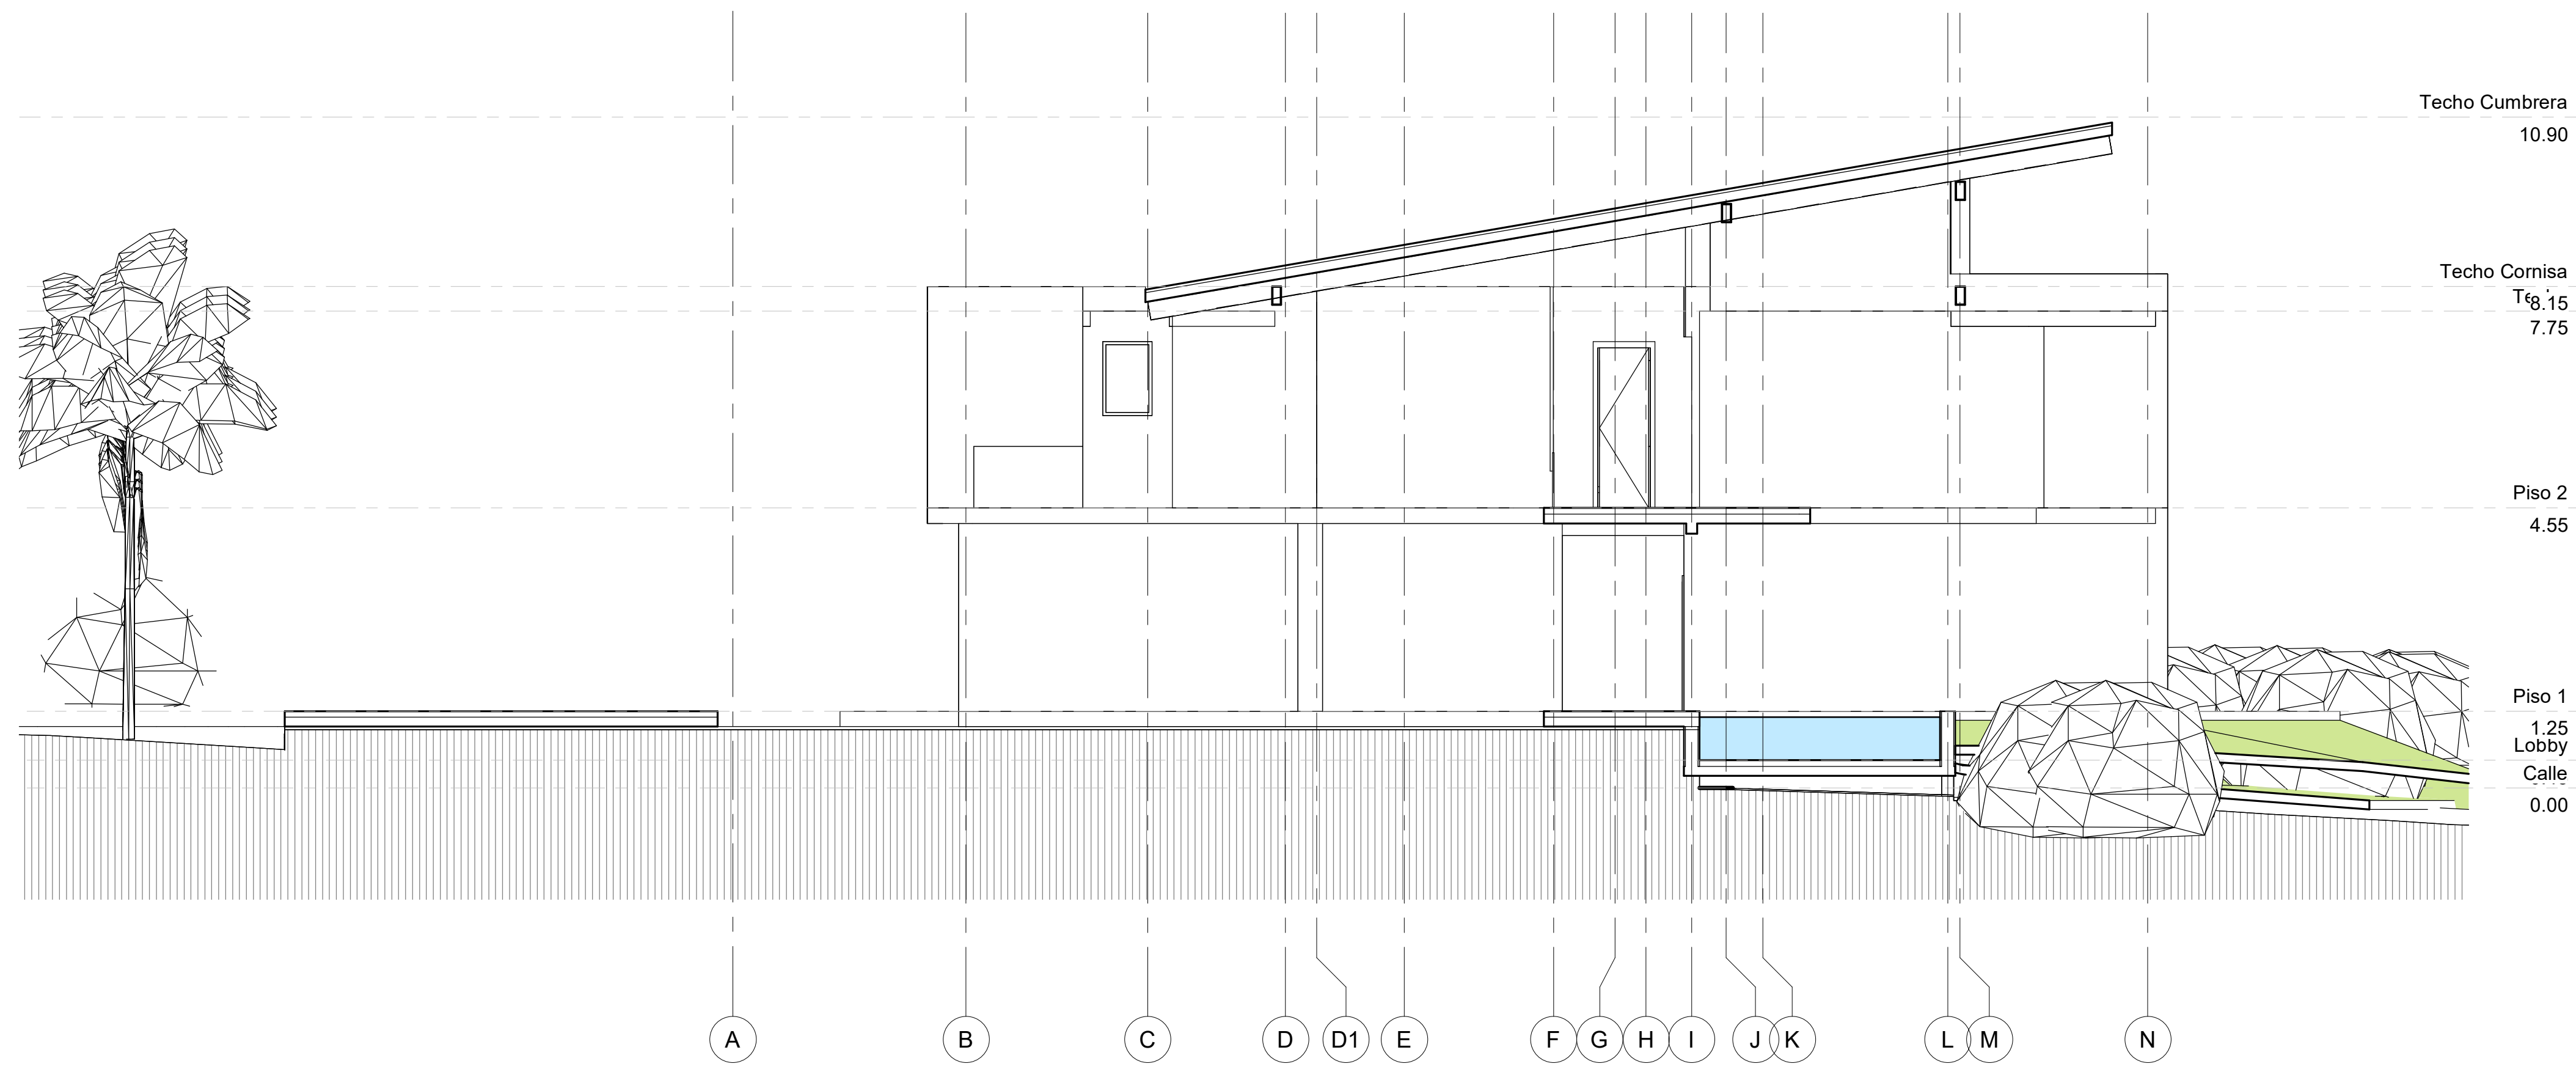 Techo Cumbrera
10.90
Techo Cornisa
8.15
7.75
Piso 2
4.55
Piso 1
1.25
Lobby
Calle
0.00
A B C D D1 E F G H I J K L M N